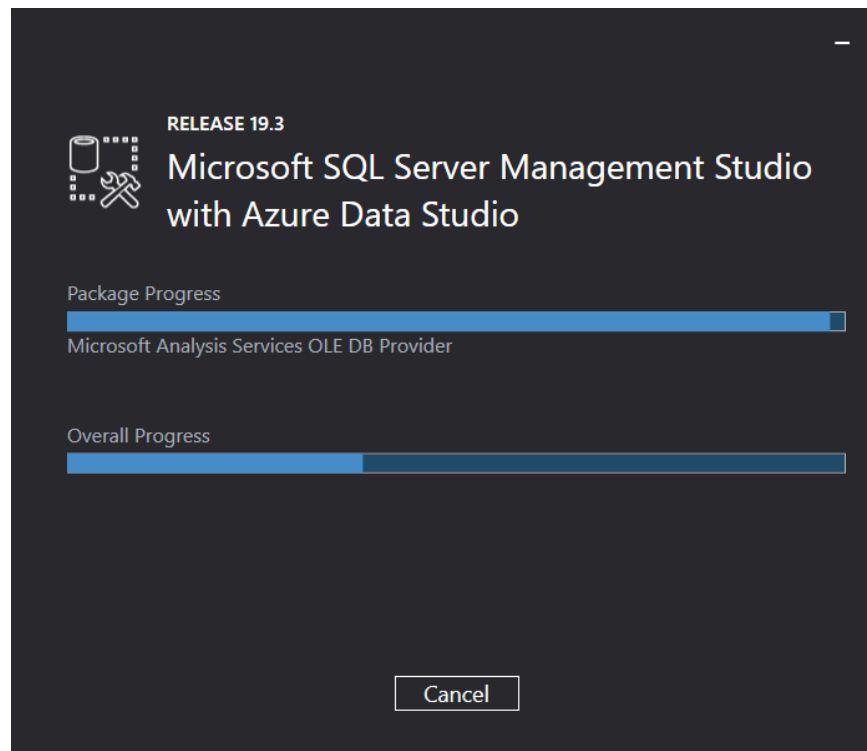 RELEASE 19.3
Microsoft SQL Server Management Studio
with Azure Data Studio
Package Progress
Microsoft Analysis Services OLE DB Provider
Overall Progress
Cancel